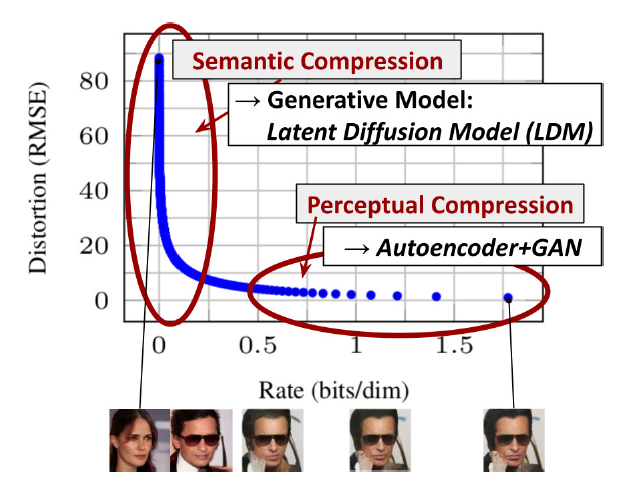 Semantic Compression
→ Generative Model:
Latent Diffusion Model (LDM)
Perceptual Compression
→ Autoencoder+GAN
Distortion (RMSE)
80
60
40
20
0
0 0.5 1 1.5
Rate (bits/dim)